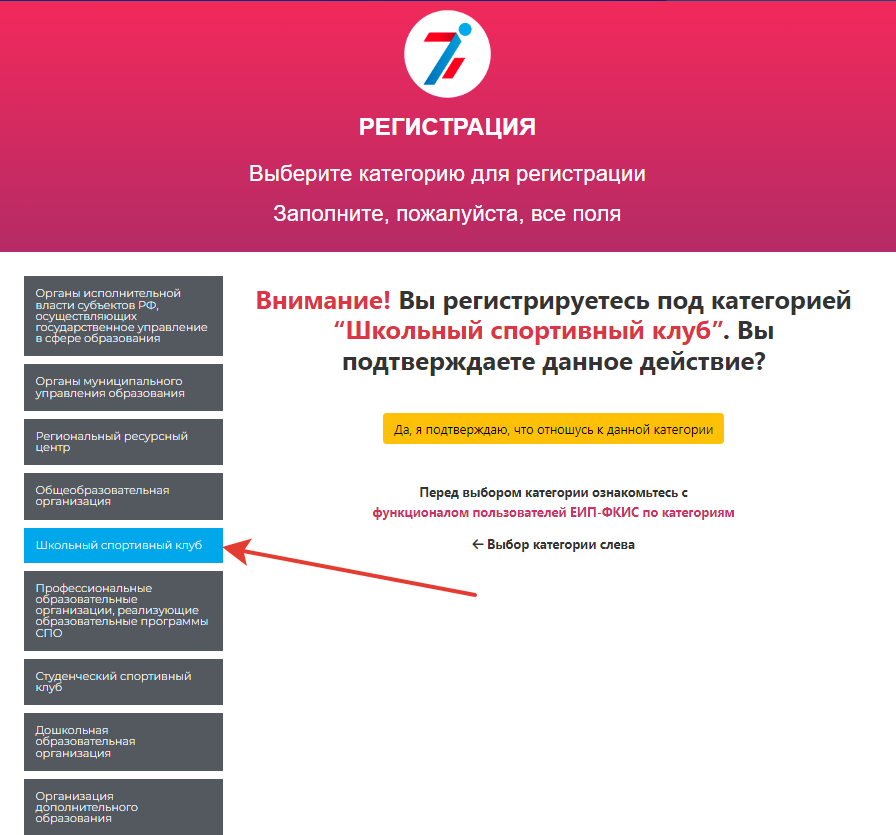 РЕГИСТРАЦИЯ
Выберите категорию для регистрации
Заполните, пожалуйста, все поля
Органы исполнительной
власти субъектов РФ,
осуществляющих
государственное управление
в сфере образования
Органы муниципального
управления образования
Региональный ресурсный
центр
Общеобразовательная
организация
Школьный спортивный клуб
Профессиональные
образовательные
организации, реализующие
образовательные программы
СПО
Студенческий спортивный
клуб
Дошкольная
образовательная
организация
Организация
дополнительного
образования
Внимание! Вы регистрируетесь под категорией
“Школьный спортивный клуб”. Вы
подтверждаете данное действие?
Да, я подтверждаю, что отношусь к данной категории
Перед выбором категории ознакомьтесь с
функционалом пользователей ЕИП-ФКИС по категориям
← Выбор категории слева